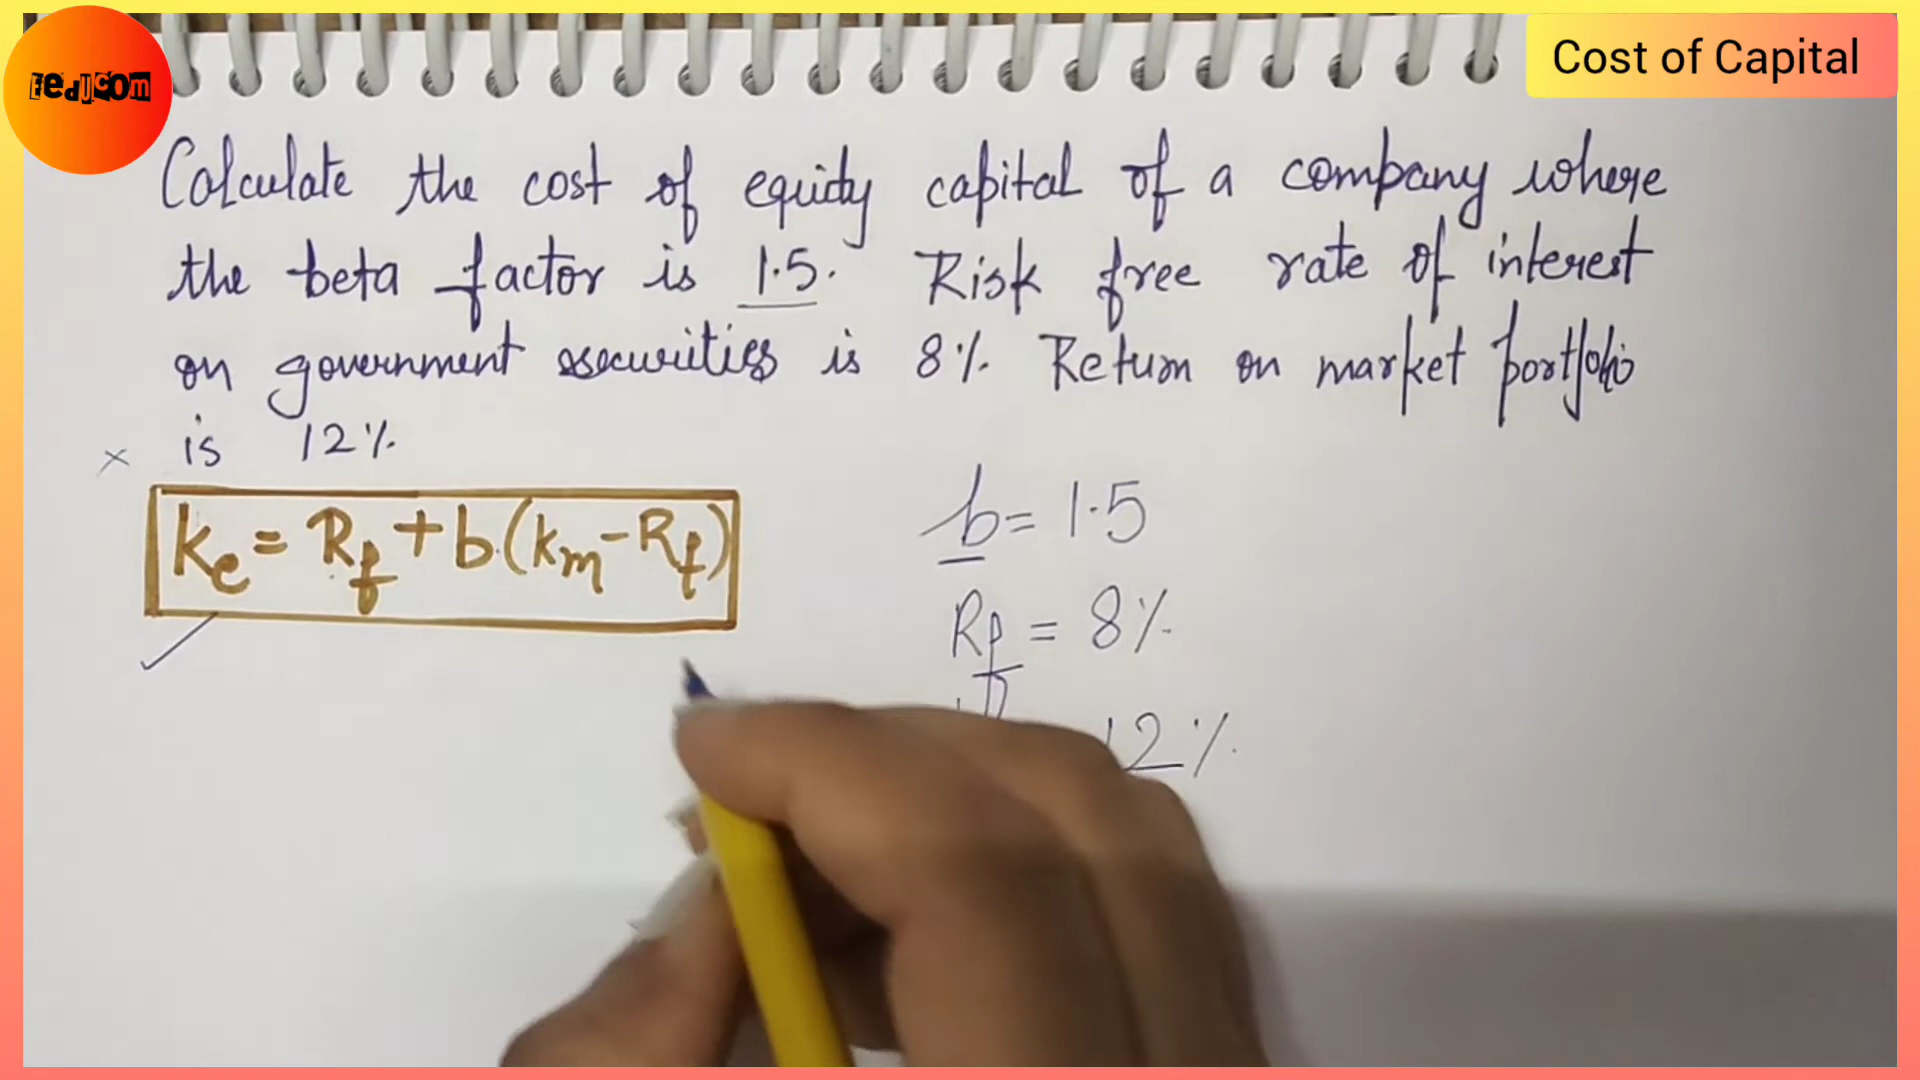 EeduCom
Cost of Capital
Calculate the cost of equity capital of a company where
the beta factor is 1.5. Risk free rate of interest
on government securities is 8% Return on market portfolio
is 12%
×
Ke = Rf + b(km - Rf)
b = 1.5
Rf = 8%
12%